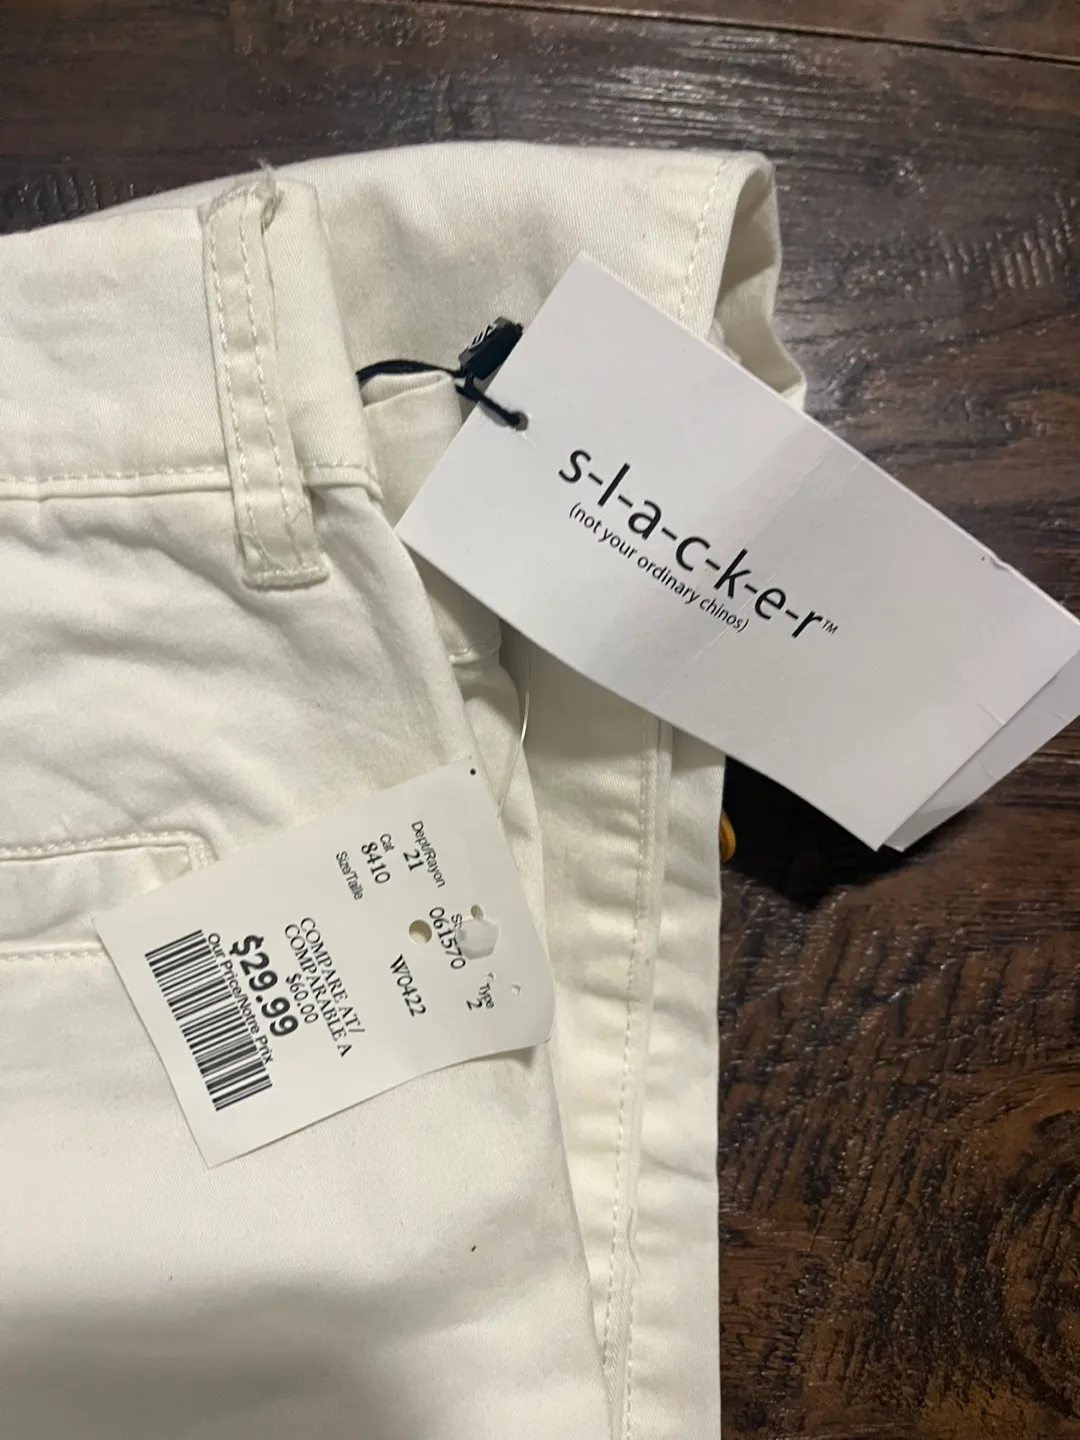 s-l-a-c-k-e-r™
(not your ordinary chinos)
Dept/Rayon
21
Cat.
8410
Size/Taille
061570
Type
2
W0422
COMPARE AT/
COMPARABLE A
$60.00
$29.99
Our Price/Notre Prix